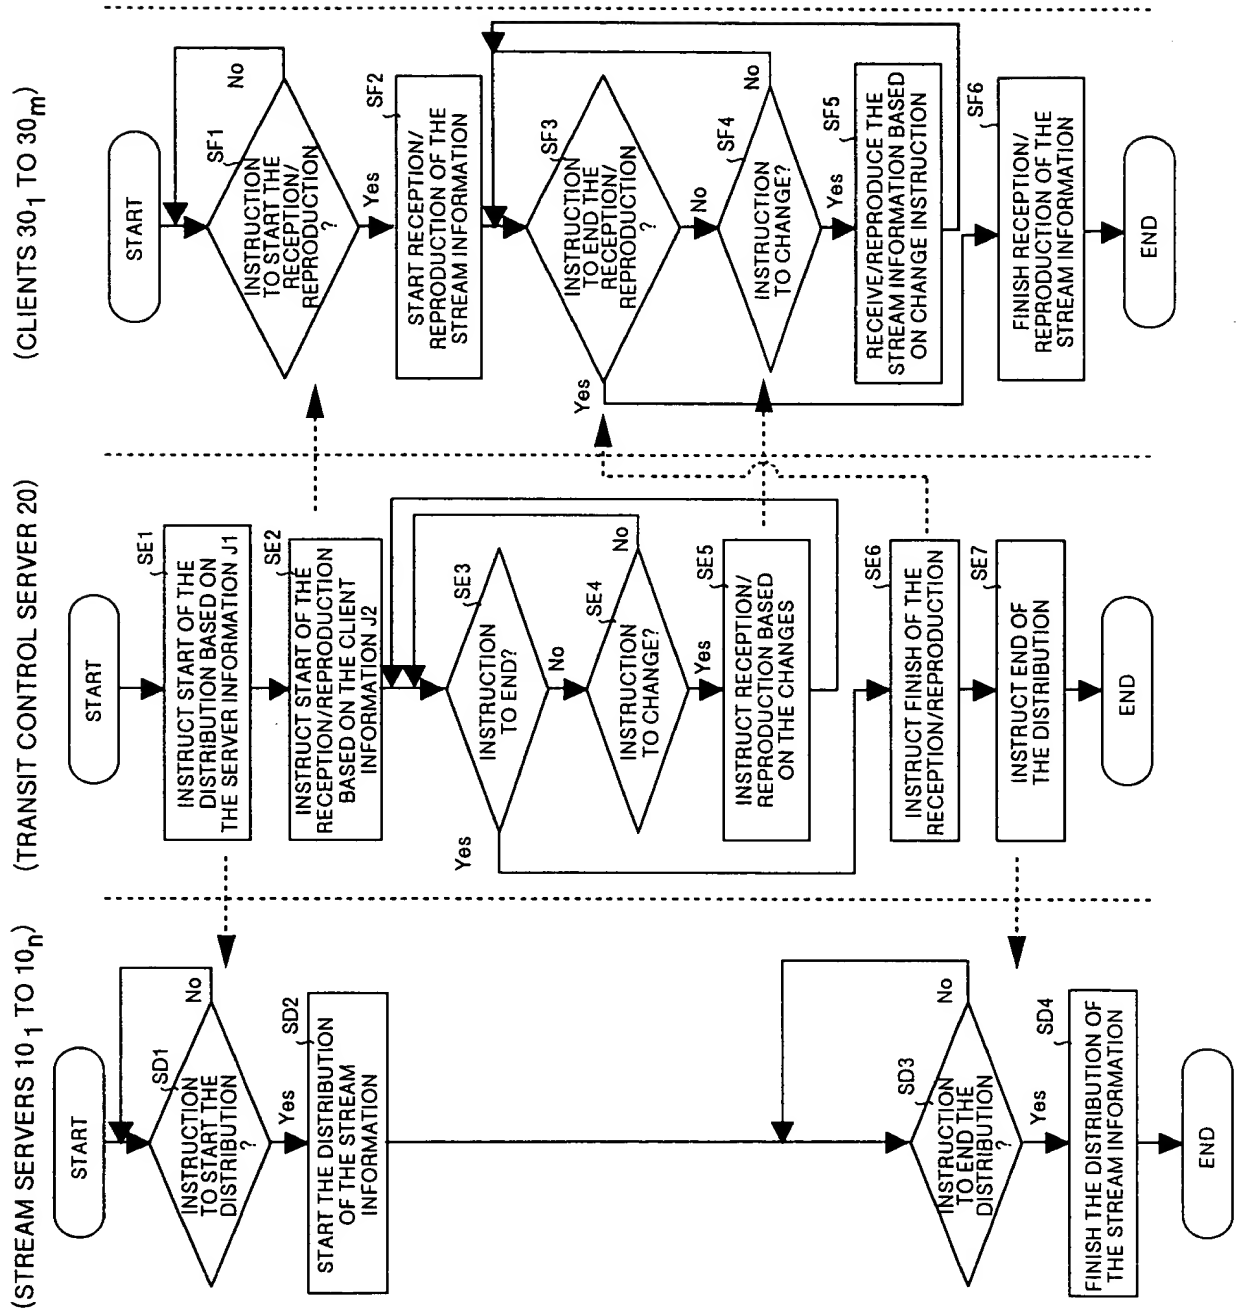 (STREAM SERVERS 10₁ TO 10ₙ)
START
SD1
INSTRUCTION
TO START THE
DISTRIBUTION
?
No
Yes
SD2
START THE DISTRIBUTION
OF THE STREAM
INFORMATION
SD3
INSTRUCTION
TO END THE
DISTRIBUTION
?
No
Yes
SD4
FINISH THE DISTRIBUTION OF
THE STREAM INFORMATION
END
(TRANSIT CONTROL SERVER 20)
START
SE1
INSTRUCT START OF THE
DISTRIBUTION BASED ON
THE SERVER INFORMATION J1
SE2
INSTRUCT START OF THE
RECEPTION/REPRODUCTION
BASED ON THE CLIENT
INFORMATION J2
SE3
INSTRUCTION
TO END?
Yes
No
SE4
INSTRUCTION
TO CHANGE?
No
Yes
SE5
INSTRUCT RECEPTION/
REPRODUCTION BASED
ON THE CHANGES
SE6
INSTRUCT FINISH OF THE
RECEPTION/REPRODUCTION
SE7
INSTRUCT END OF
THE DISTRIBUTION
END
(CLIENTS 30₁ TO 30ₘ)
START
SF1
INSTRUCTION
TO START THE
RECEPTION/
REPRODUCTION
?
No
Yes
SF2
START RECEPTION/
REPRODUCTION OF THE
STREAM INFORMATION
SF3
INSTRUCTION
TO END THE
RECEPTION/
REPRODUCTION
?
Yes
No
SF4
INSTRUCTION
TO CHANGE?
No
Yes
SF5
RECEIVE/REPRODUCE THE
STREAM INFORMATION BASED
ON CHANGE INSTRUCTION
SF6
FINISH RECEPTION/
REPRODUCTION OF THE
STREAM INFORMATION
END